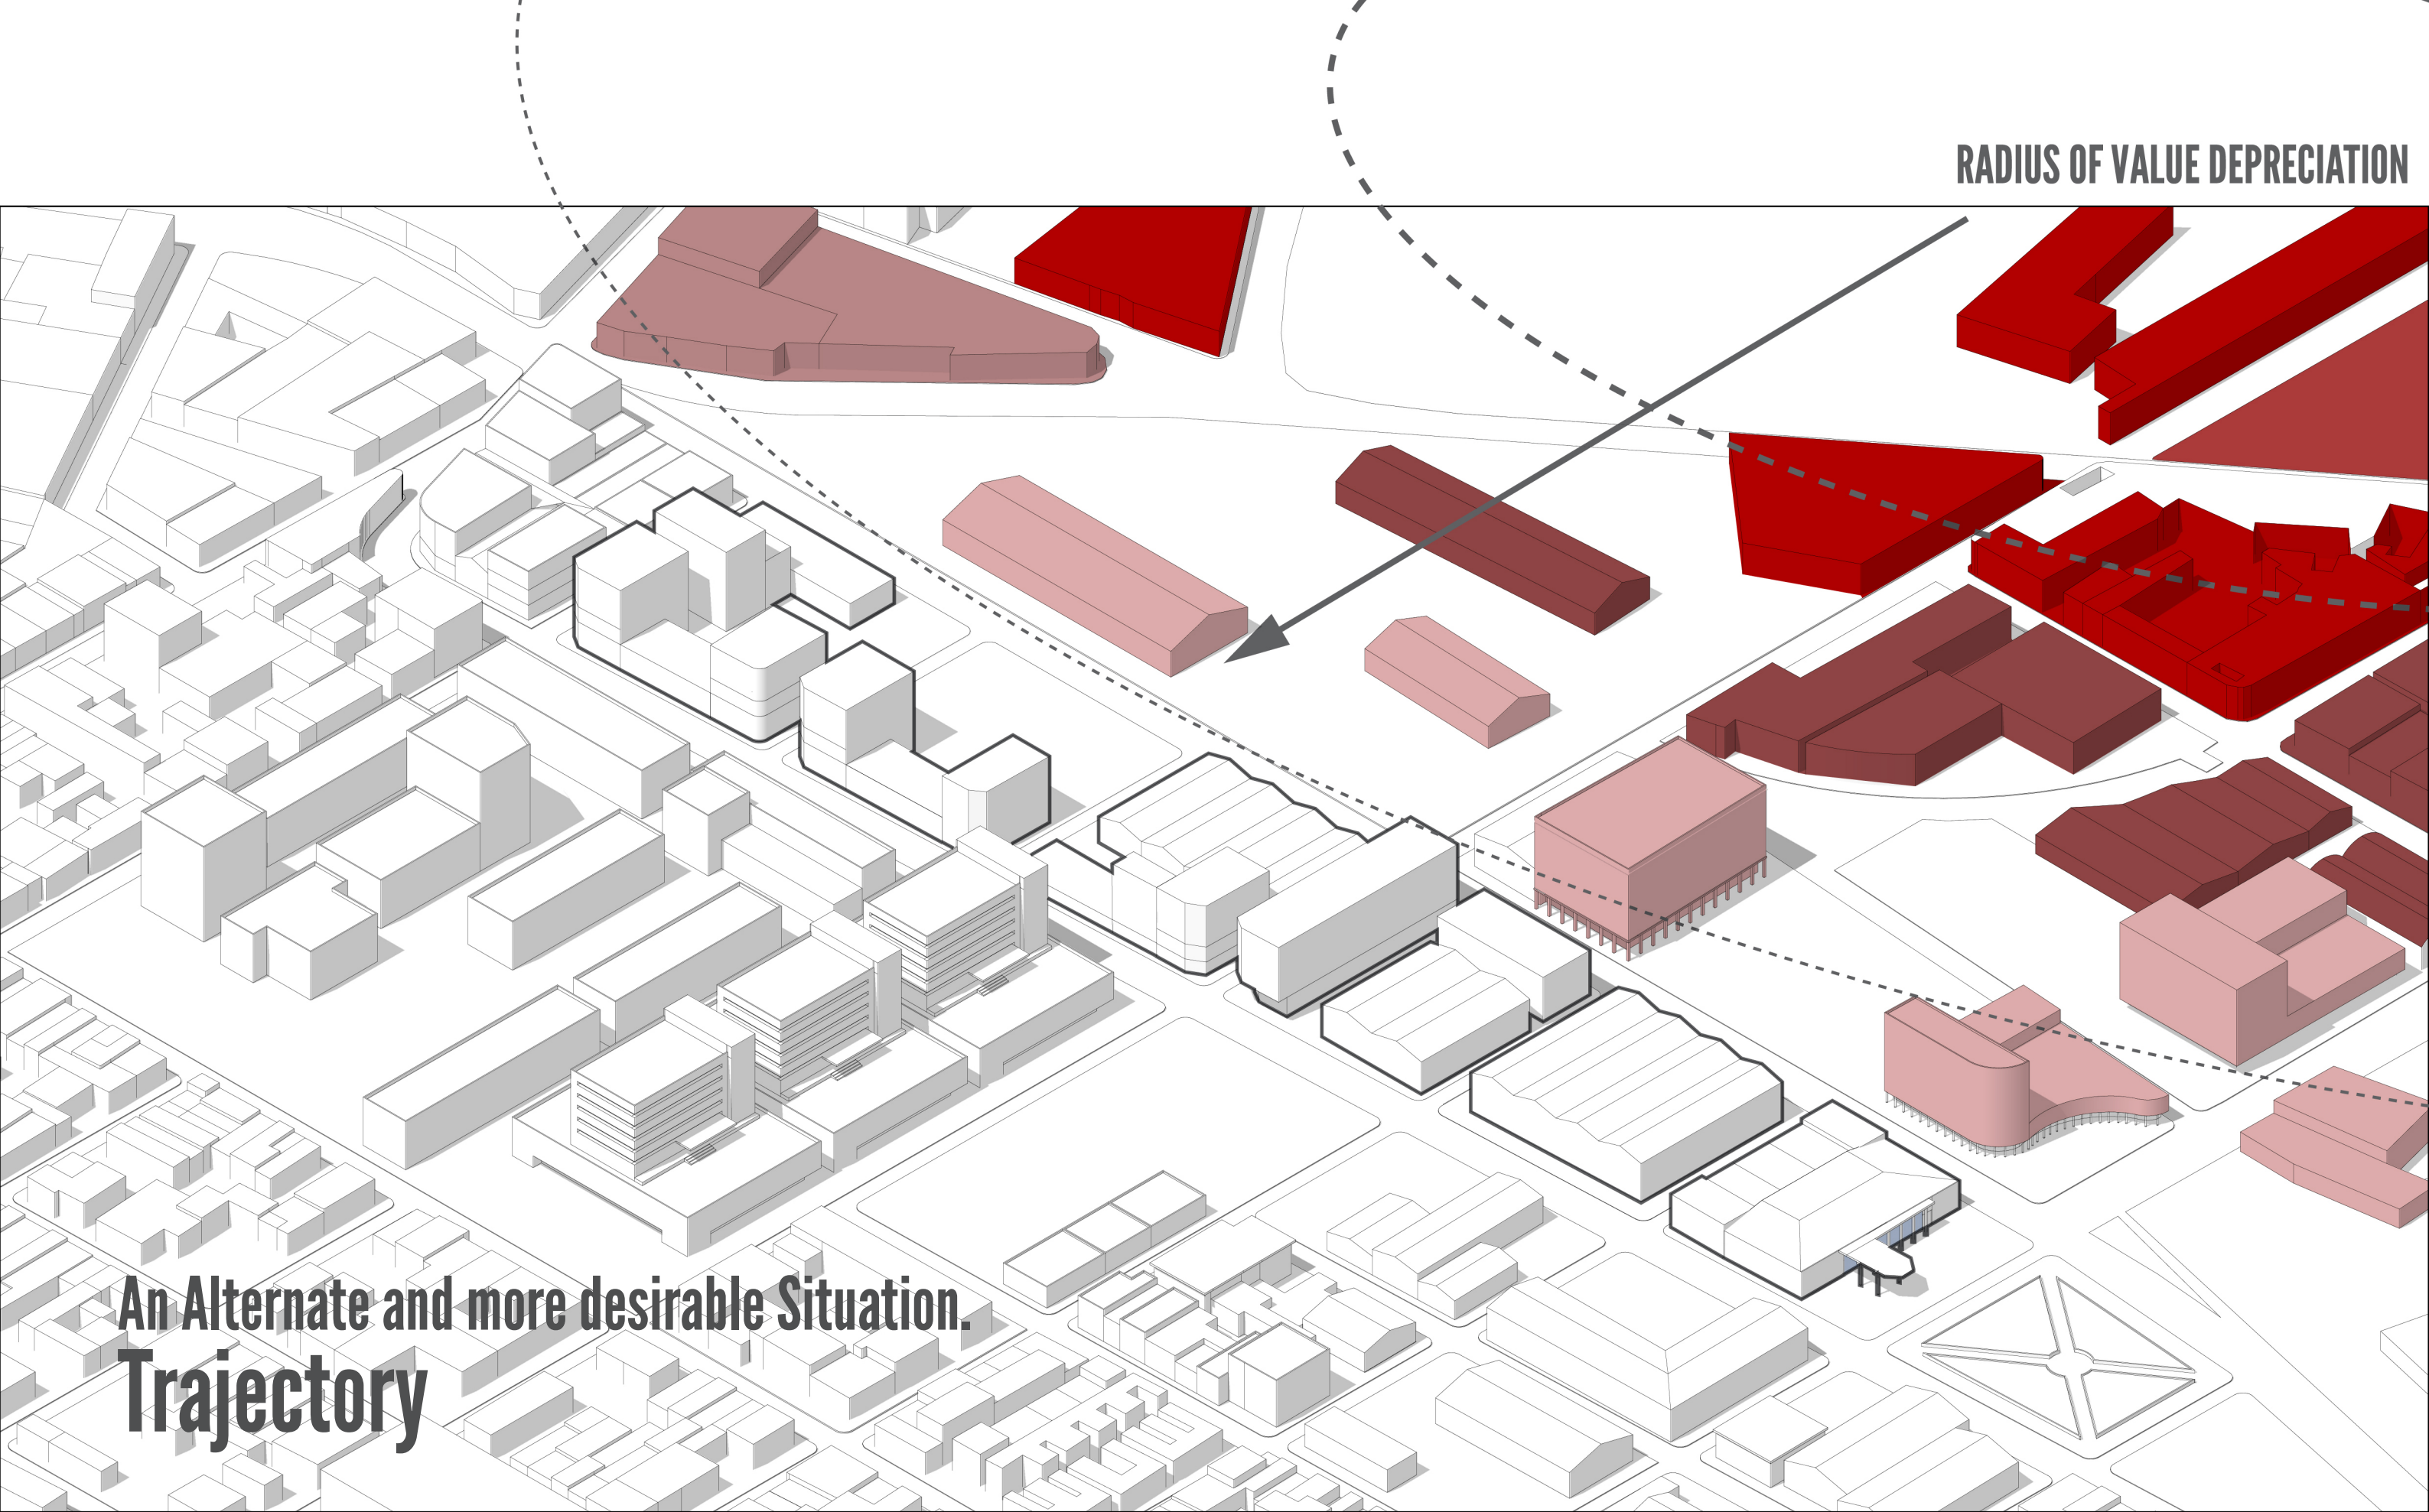 RADIUS OF VALUE DEPRECIATION
An Alternate and more desirable Situation.
Trajectory